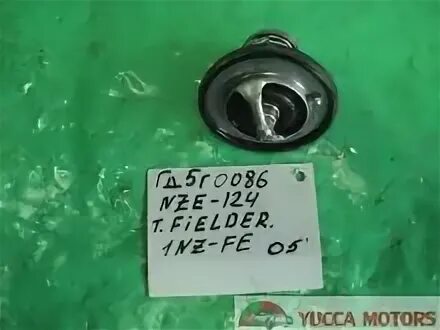 ГД5Г0086
NZE-124
T. FiELDER.
1NZ-FE 05'
YUCCA MOTORS